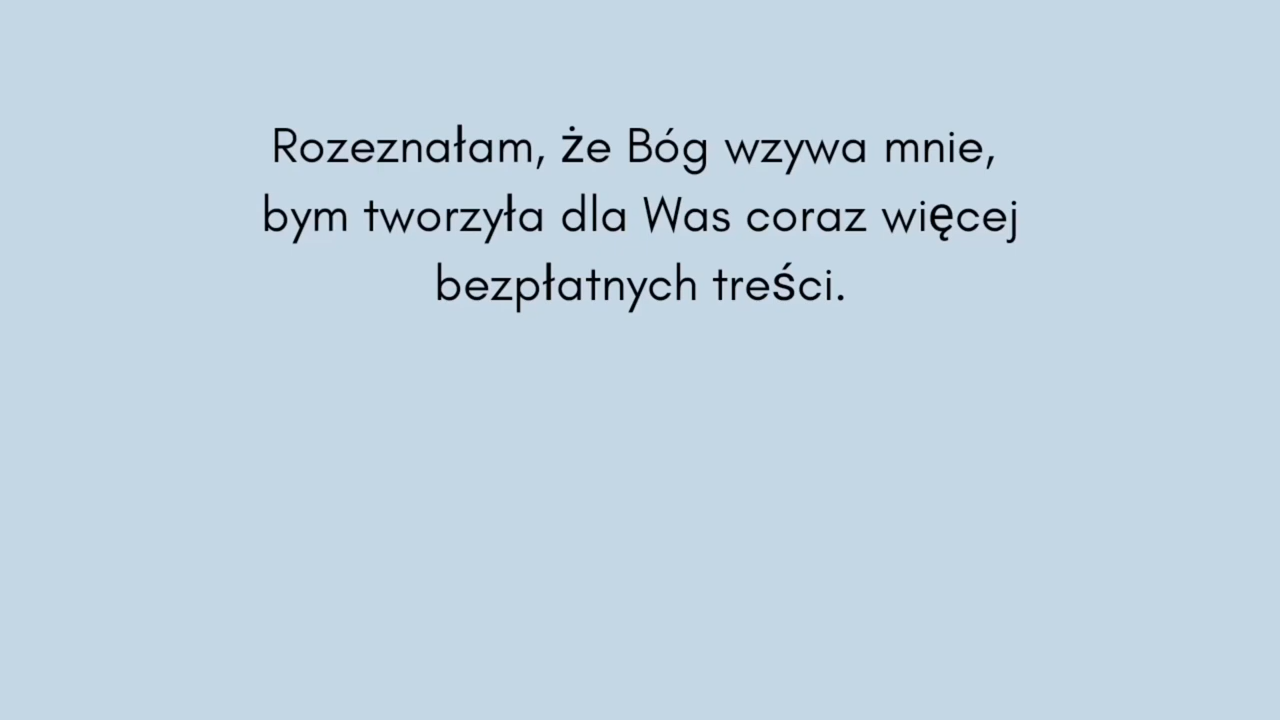 Rozeznałam, że Bóg wzywa mnie,
bym tworzyła dla Was coraz więcej
bezpłatnych treści.